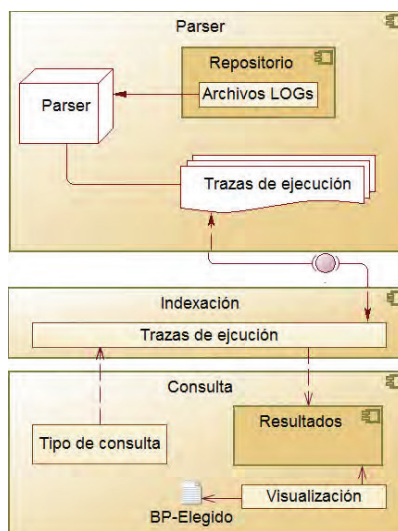 Parser
Repositorio
Archivos LOGs
Parser
Trazas de ejecución
Indexación
Trazas de ejcución
Consulta
Tipo de consulta
Resultados
Visualización
BP-Elegido